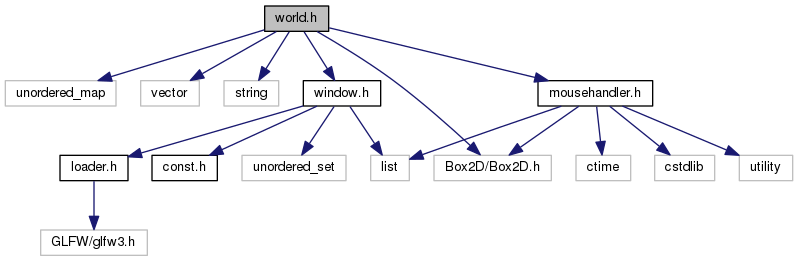 world.h
unordered_map
vector
string
window.h
mousehandler.h
loader.h
const.h
unordered_set
list
Box2D/Box2D.h
ctime
cstdlib
utility
GLFW/glfw3.h